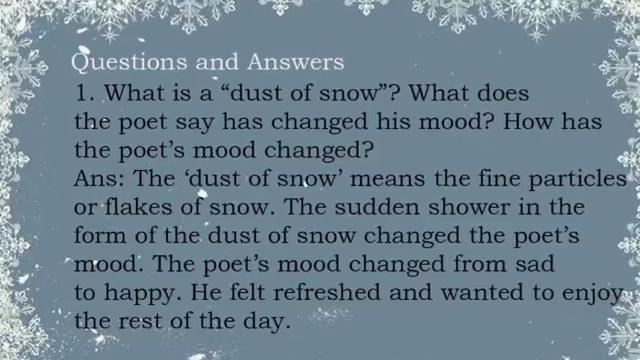 Questions and Answers
1. What is a “dust of snow”? What does
the poet say has changed his mood? How has
the poet’s mood changed?
Ans: The ‘dust of snow’ means the fine particles
or flakes of snow. The sudden shower in the
form of the dust of snow changed the poet’s
mood. The poet’s mood changed from sad
to happy. He felt refreshed and wanted to enjoy
the rest of the day.